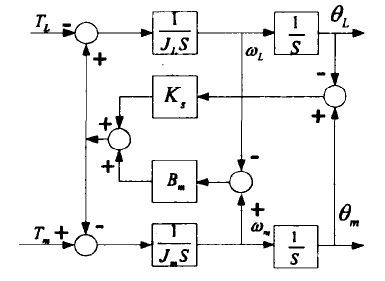 T_L - 1/(J_L S) 1/S θ_L
+ ω_L -
K_s +
+
+
B_m -
+
T_m + - 1/(J_m S) ω_m 1/S θ_m